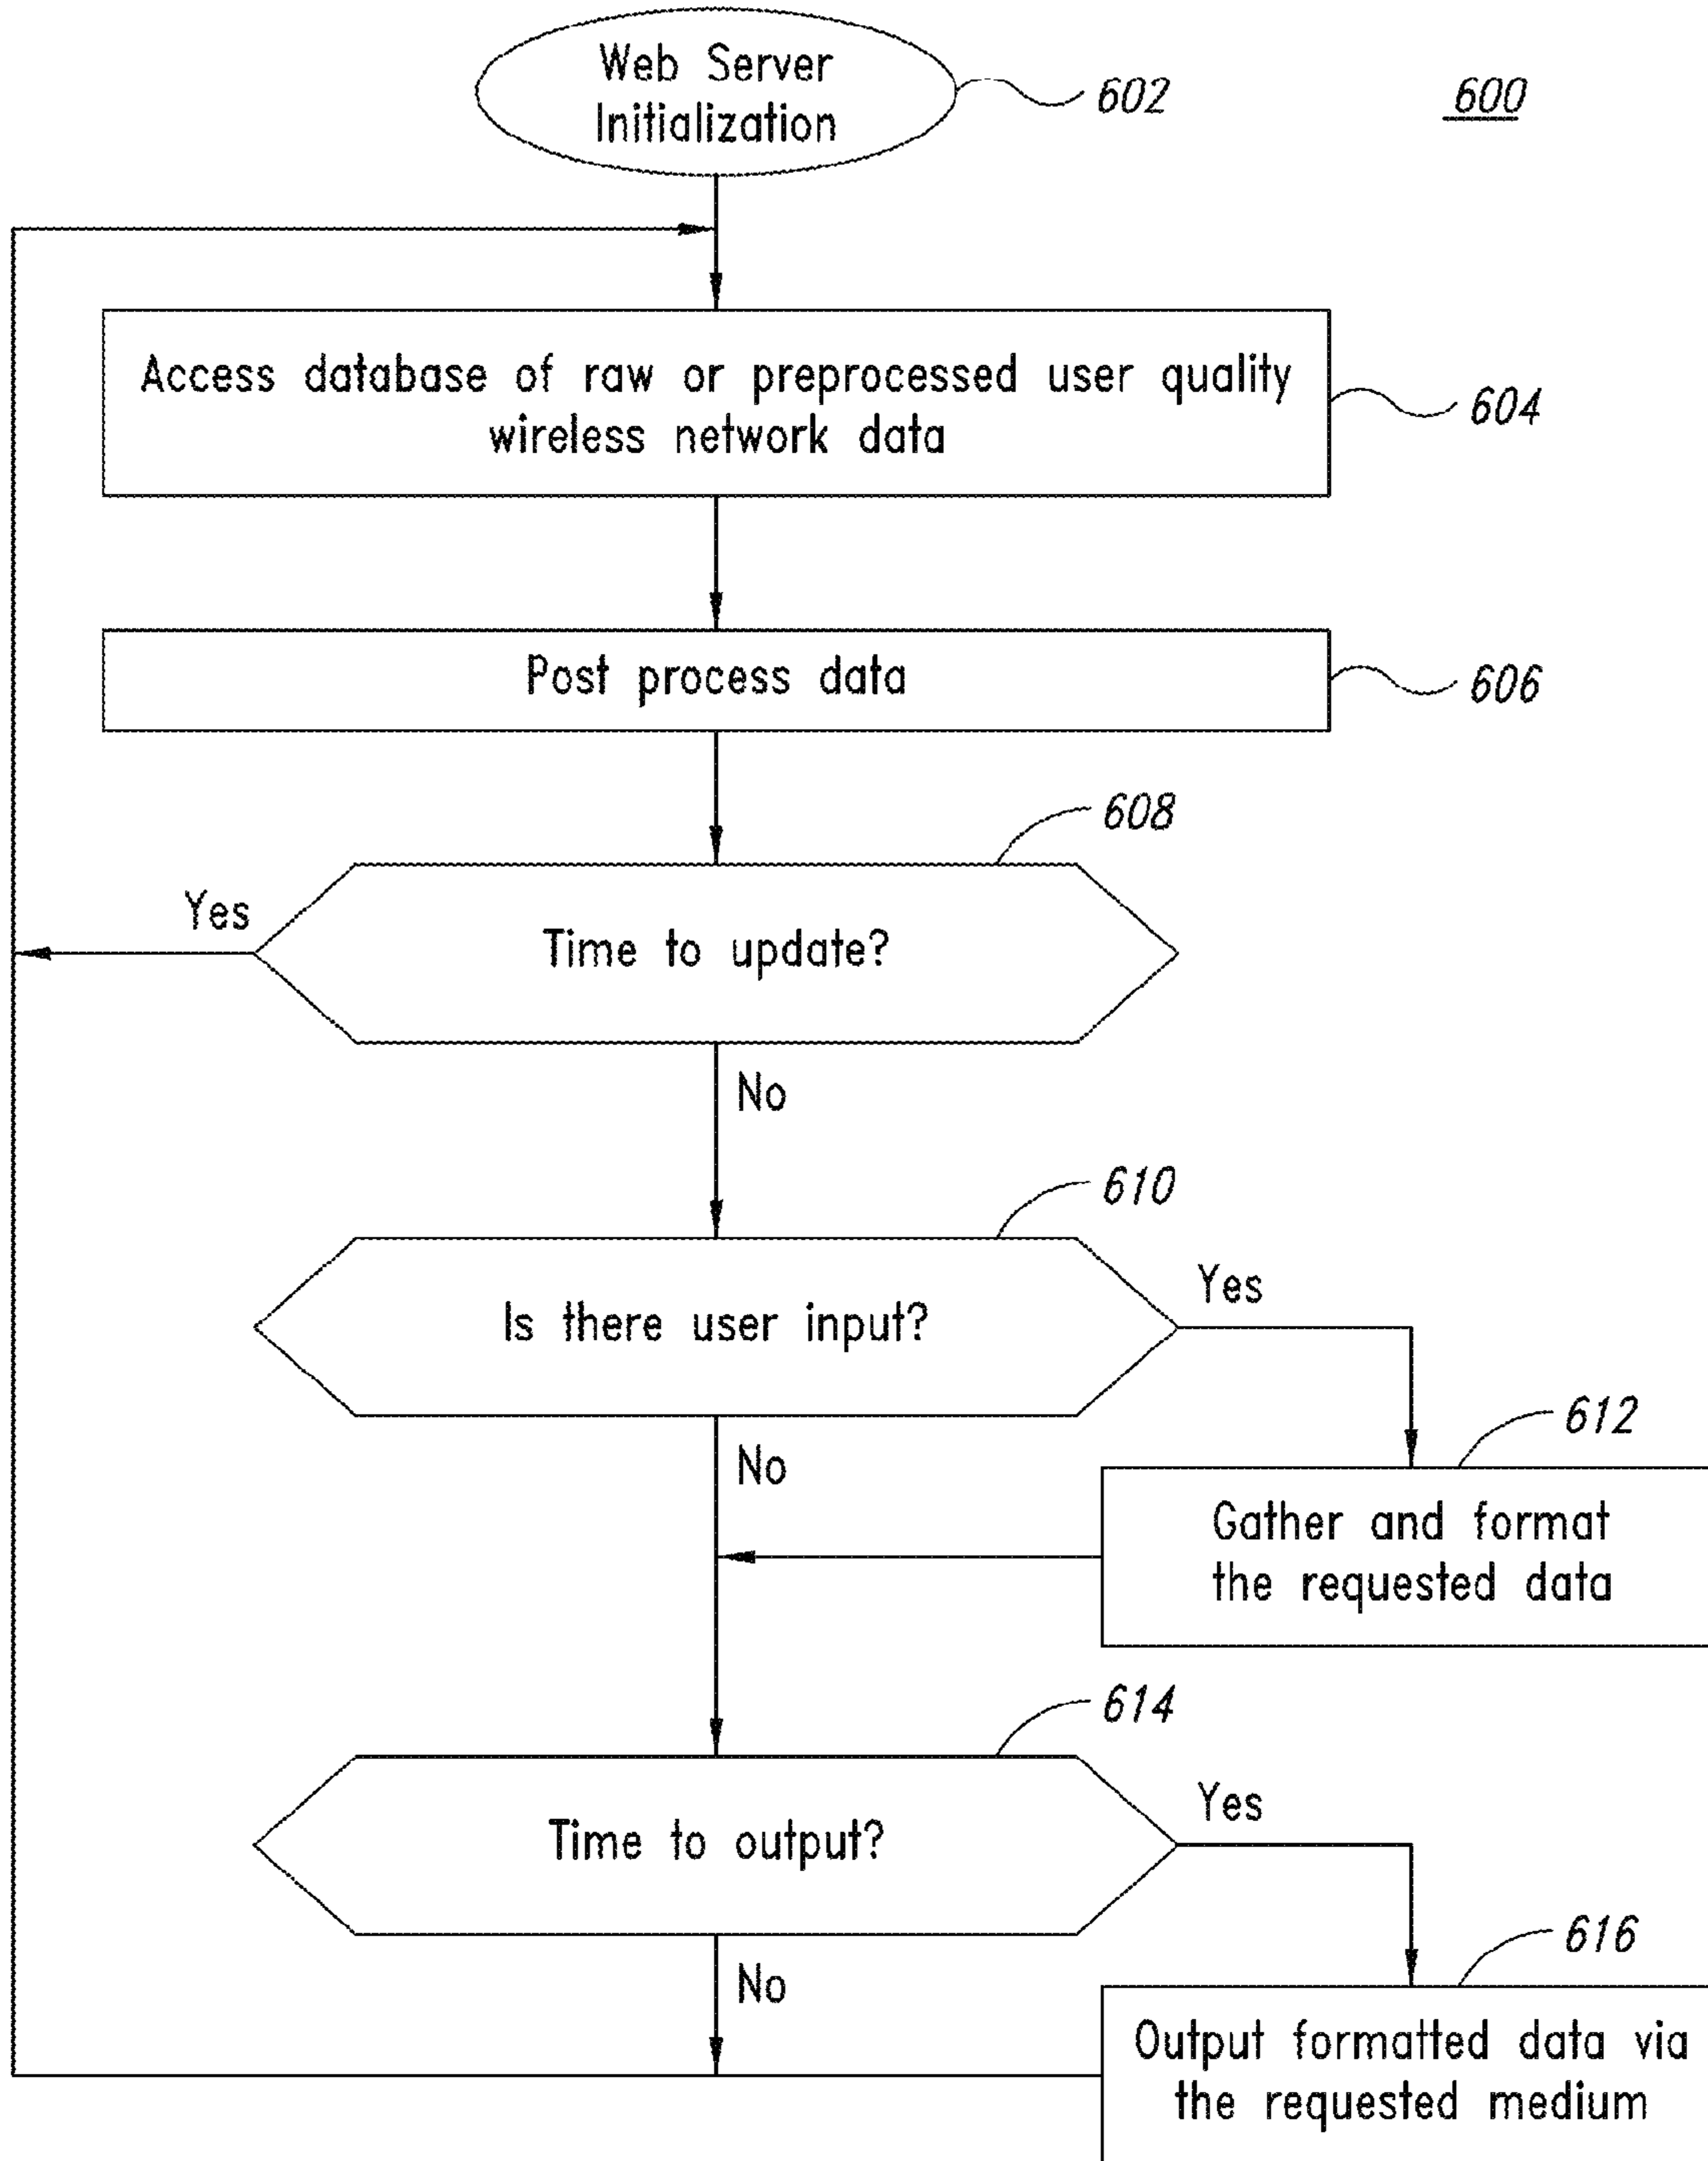 Web Server
Initialization
602
600
Access database of raw or preprocessed user quality
wireless network data
604
Post process data
606
608
Yes
Time to update?
No
610
Yes
Is there user input?
No
612
Gather and format
the requested data
614
Yes
Time to output?
No
616
Output formatted data via
the requested medium